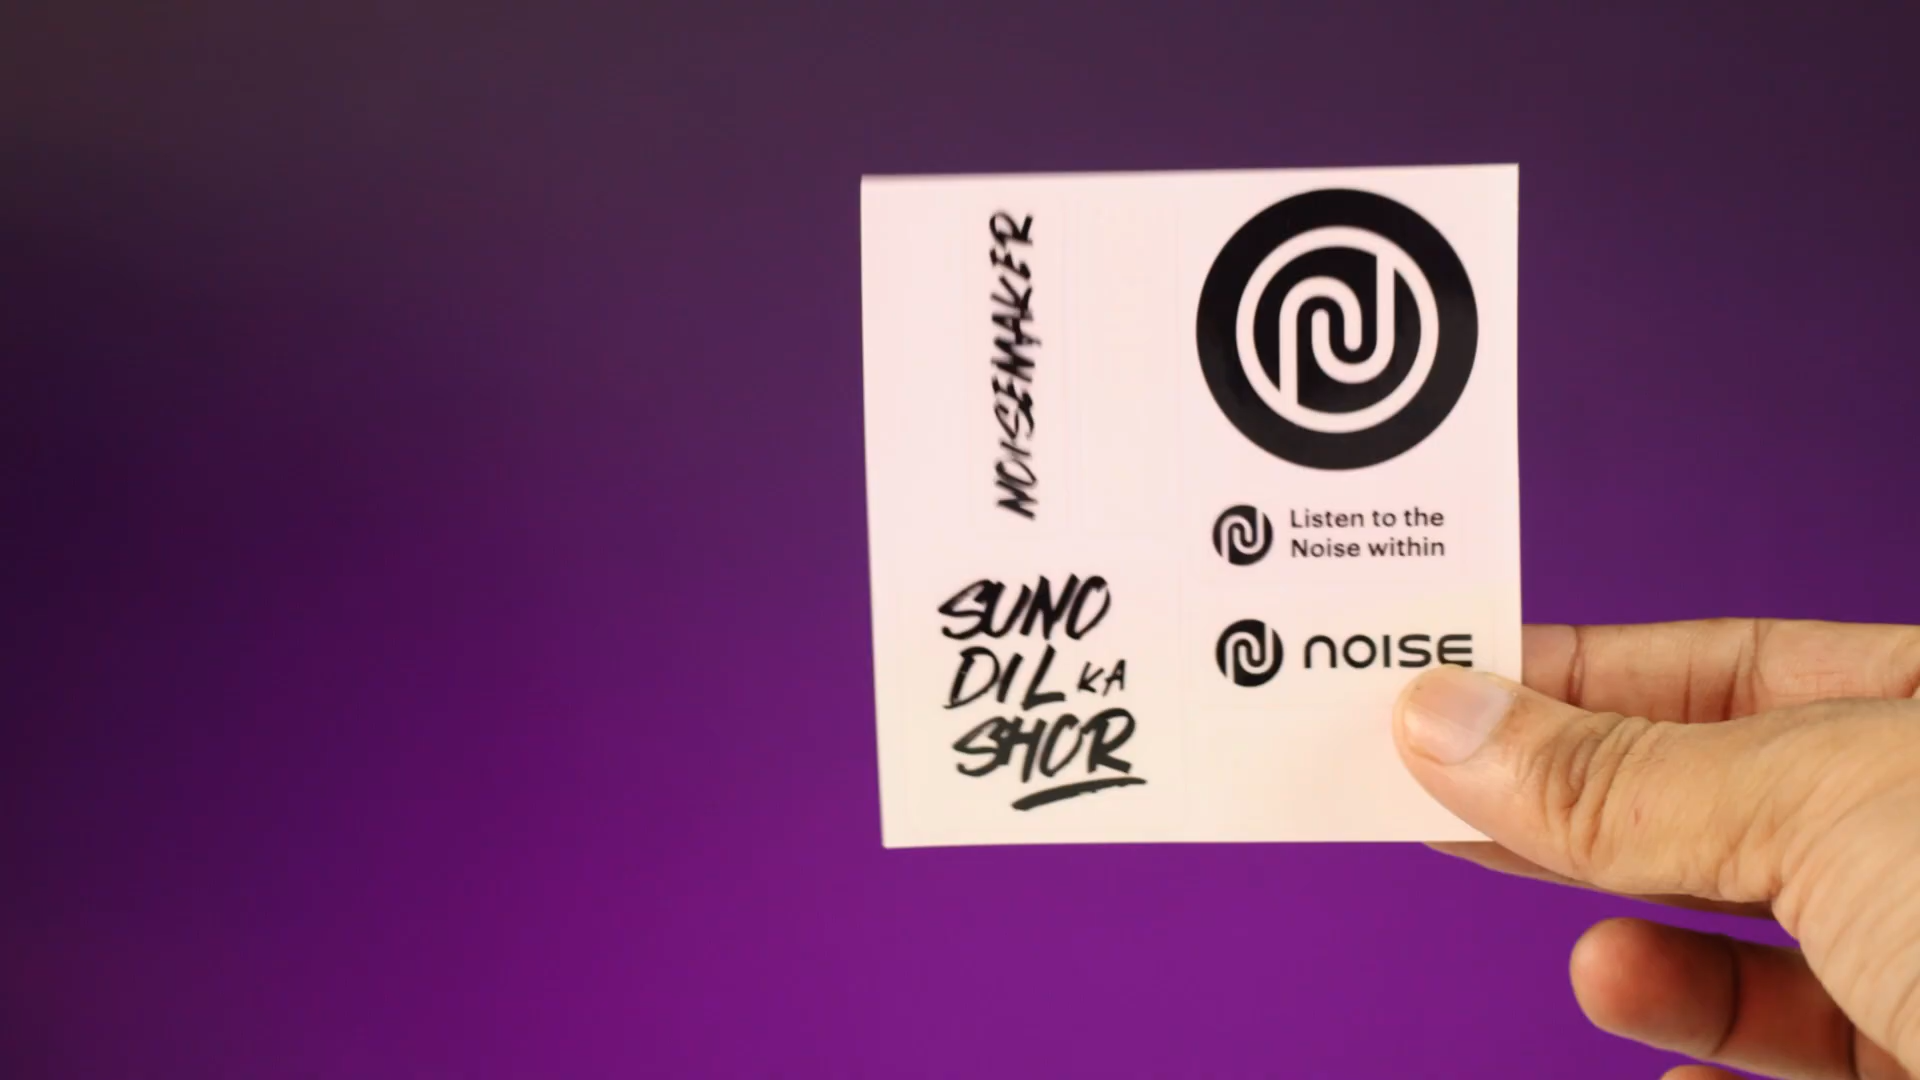 NOISEMAKER
SUNO
DIL KA
SHOR
Listen to the
Noise within
NOISE